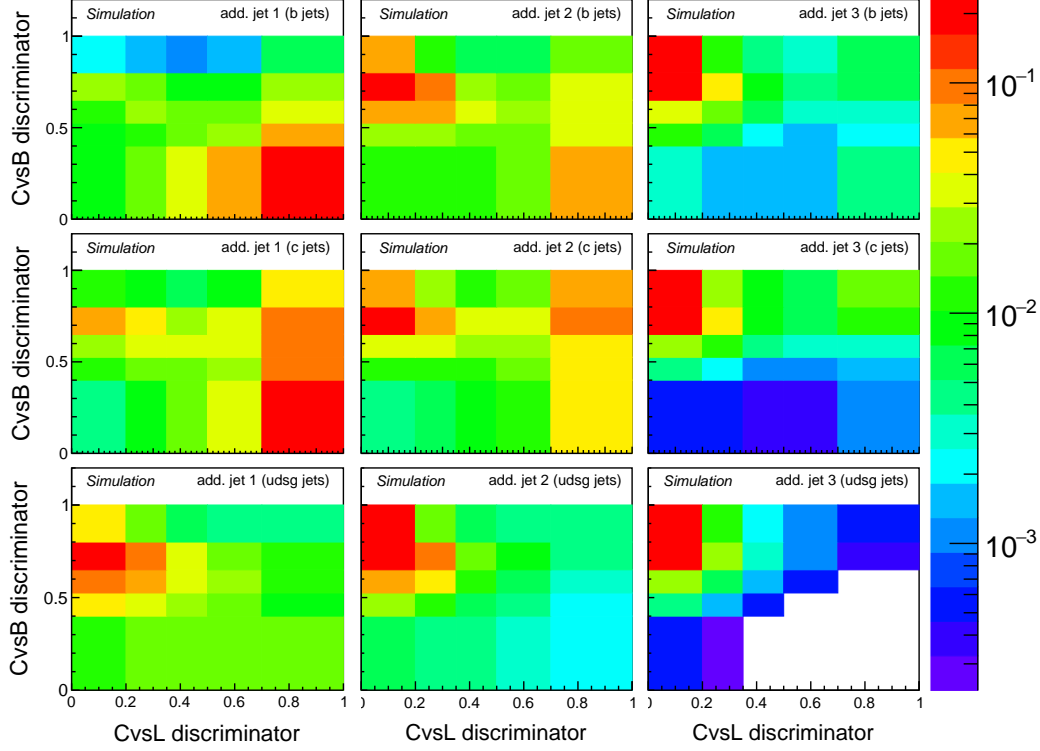 Simulation add. jet 1 (b jets) Simulation add. jet 2 (b jets) Simulation add. jet 3 (b jets)
CvsB discriminator
1
0.5
0
10⁻¹
Simulation add. jet 1 (c jets) Simulation add. jet 2 (c jets) Simulation add. jet 3 (c jets)
CvsB discriminator
1
0.5
0
10⁻²
Simulation add. jet 1 (udsg jets) Simulation add. jet 2 (udsg jets) Simulation add. jet 3 (udsg jets)
CvsB discriminator
1
0.5
0
10⁻³
0 0.2 0.4 0.6 0.8 1 0.2 0.4 0.6 0.8 1 0.2 0.4 0.6 0.8 1
CvsL discriminator CvsL discriminator CvsL discriminator